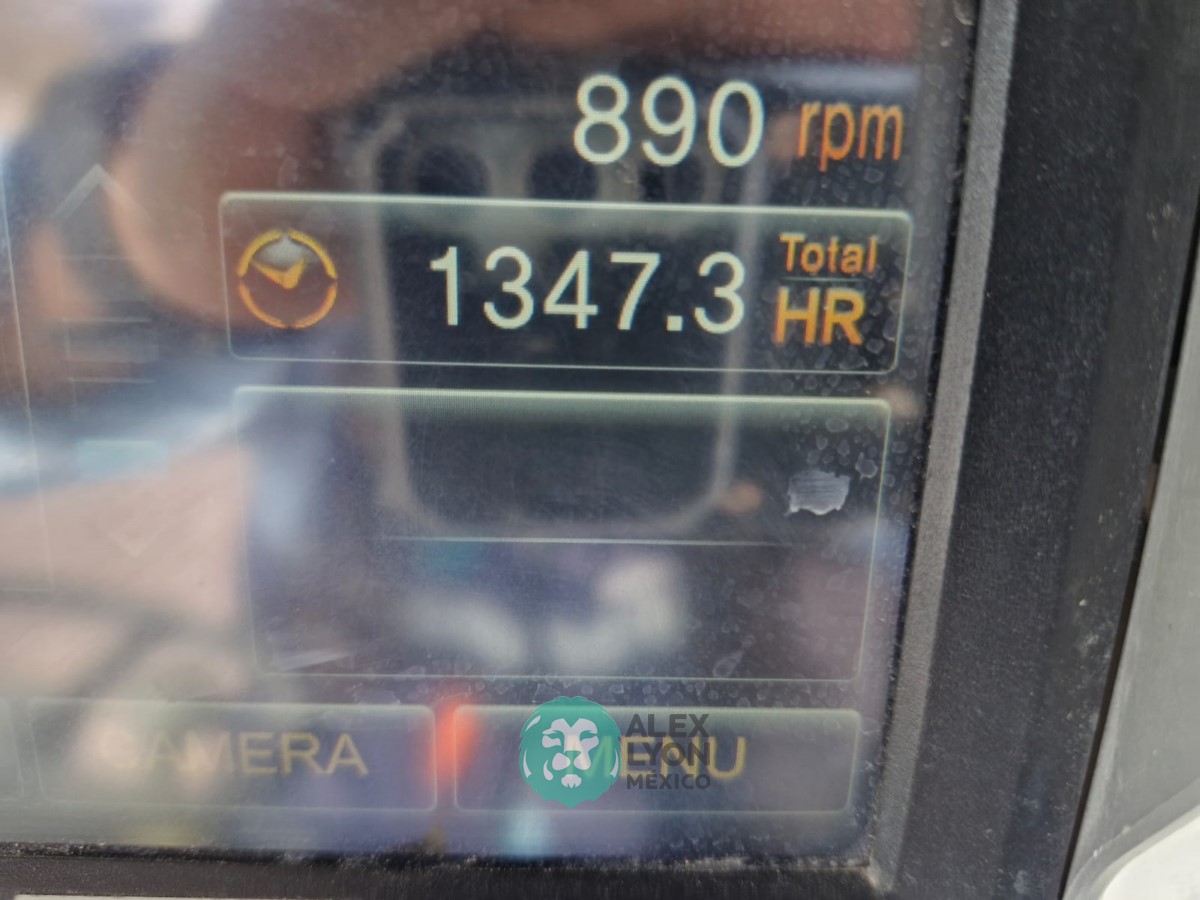 890 rpm
1347.3 Total HR
CAMERA
MENU
ALEX
LYON
MÉXICO